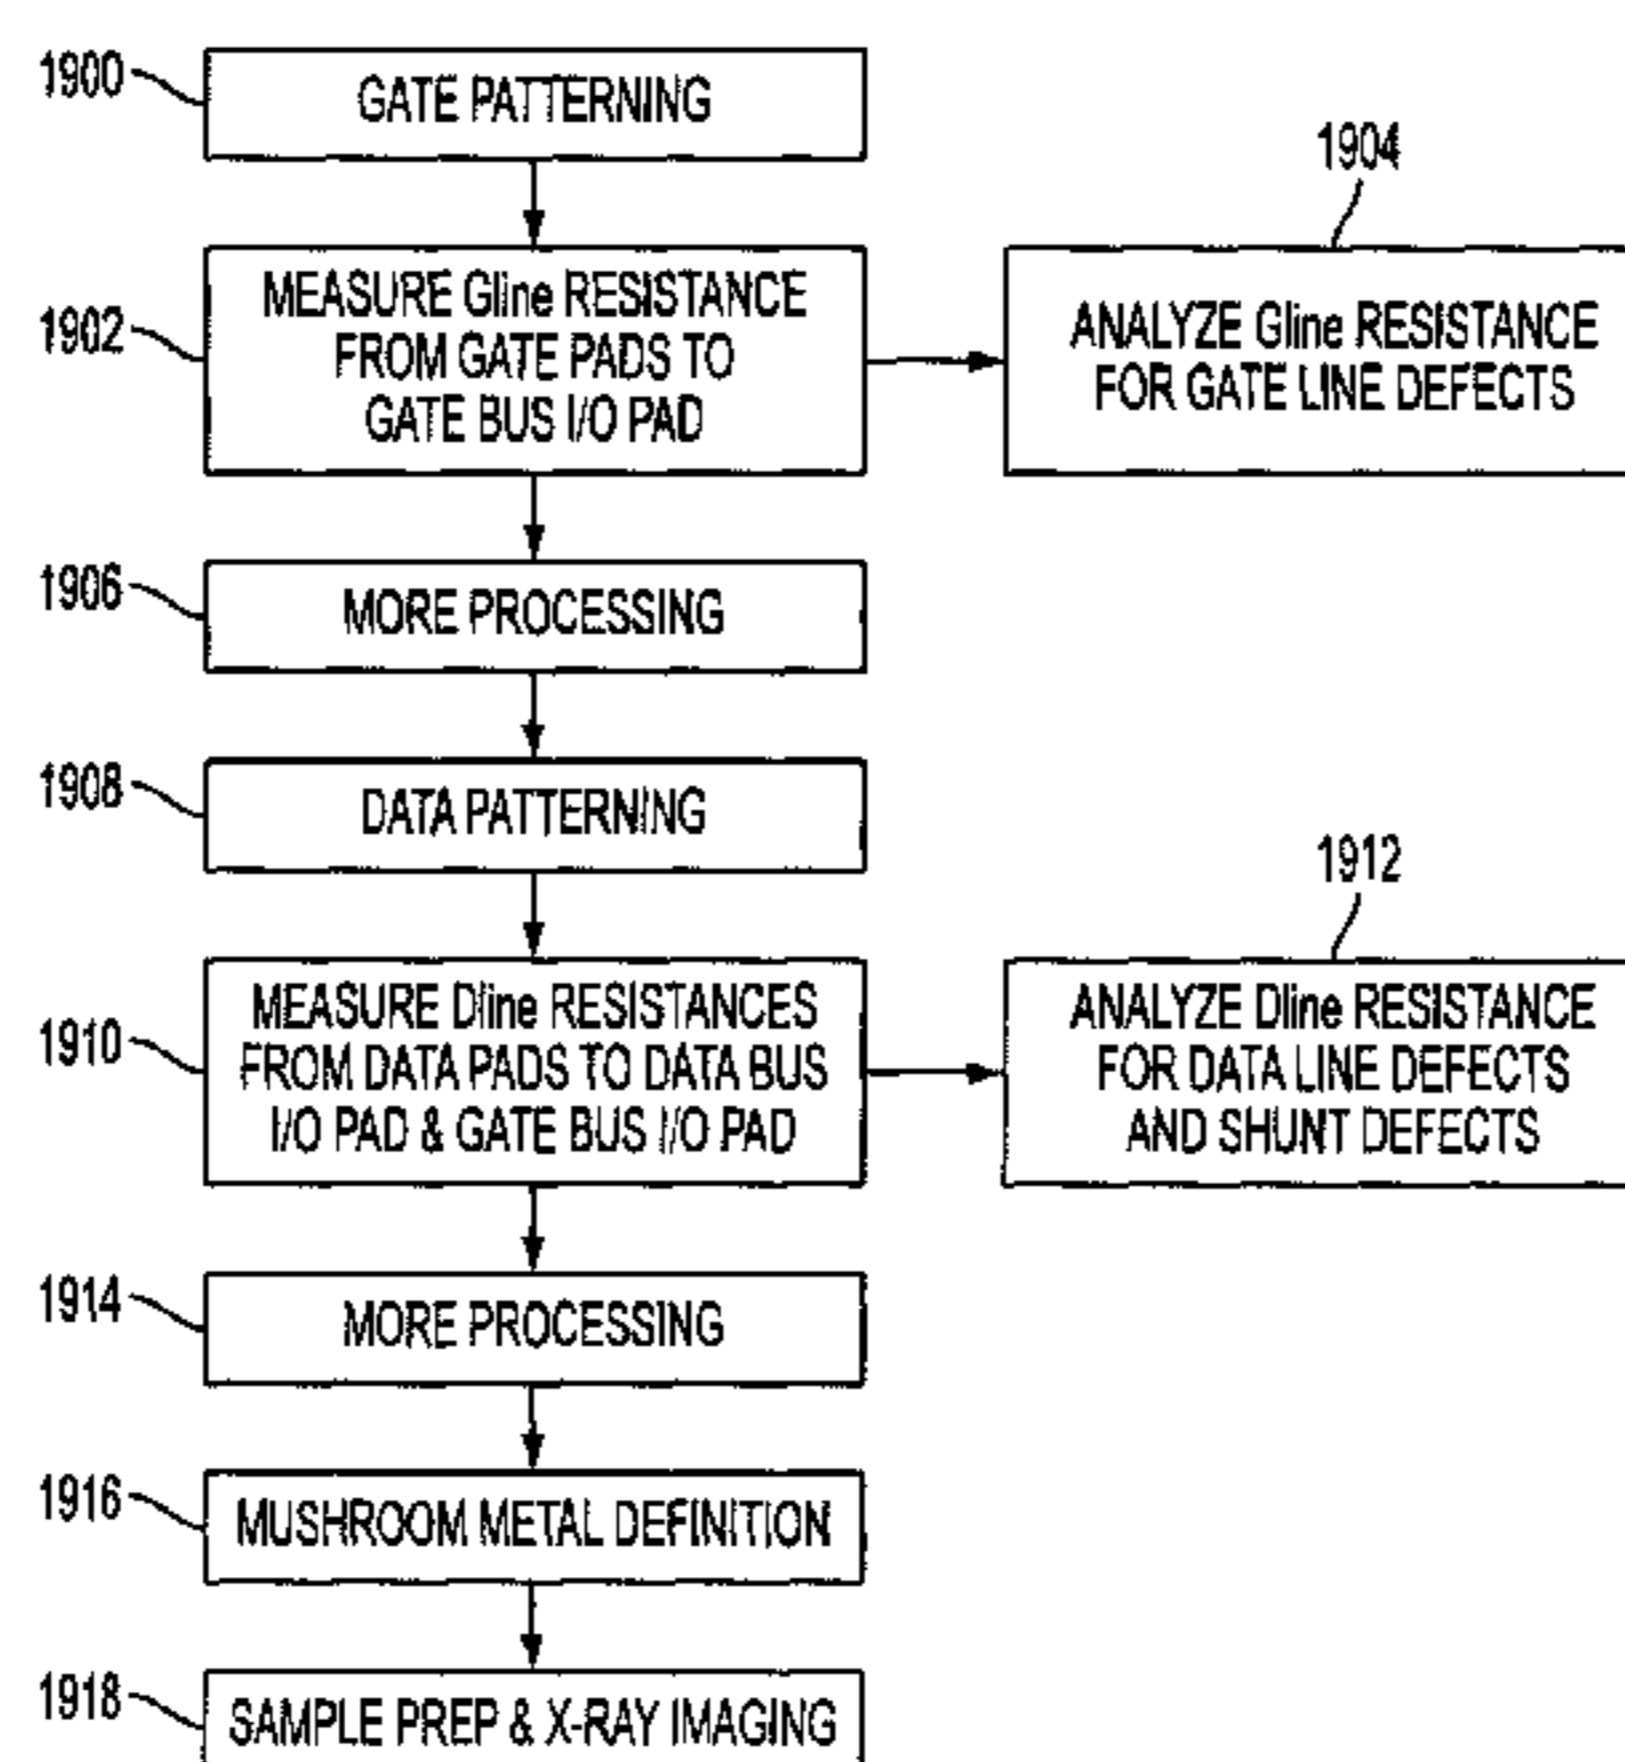 1900
GATE PATTERNING
1904
1902
MEASURE Gline RESISTANCE
FROM GATE PADS TO
GATE BUS I/O PAD
ANALYZE Gline RESISTANCE
FOR GATE LINE DEFECTS
1906
MORE PROCESSING
1908
DATA PATTERNING
1912
1910
MEASURE Dline RESISTANCES
FROM DATA PADS TO DATA BUS
I/O PAD & GATE BUS I/O PAD
ANALYZE Dline RESISTANCE
FOR DATA LINE DEFECTS
AND SHUNT DEFECTS
1914
MORE PROCESSING
1916
MUSHROOM METAL DEFINITION
1918
SAMPLE PREP & X-RAY IMAGING